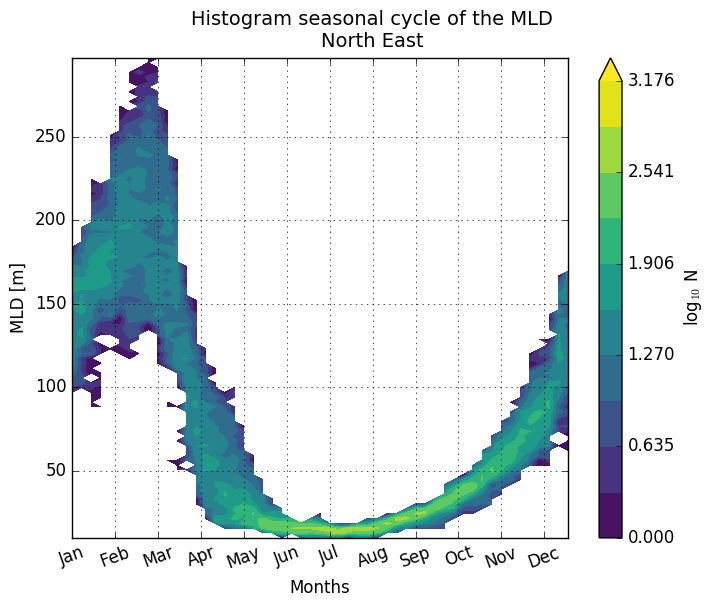 Histogram seasonal cycle of the MLD
North East
MLD [m]
250
200
150
100
50
Jan Feb Mar Apr May Jun Jul Aug Sep Oct Nov Dec
Months
3.176
2.541
1.906
1.270
0.635
0.000
log₁₀ N